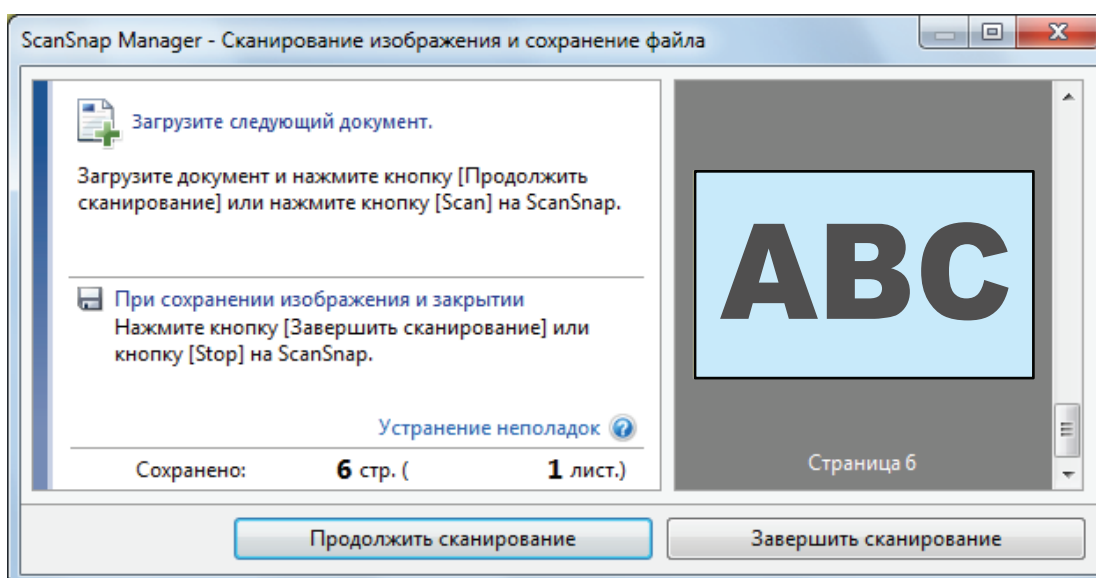 ScanSnap Manager - Сканирование изображения и сохранение файла
Загрузите следующий документ.
Загрузите документ и нажмите кнопку [Продолжить
сканирование] или нажмите кнопку [Scan] на ScanSnap.
При сохранении изображения и закрытии
Нажмите кнопку [Завершить сканирование] или
кнопку [Stop] на ScanSnap.
Устранение неполадок
Сохранено: 6 стр. ( 1 лист.)
ABC
Страница 6
Продолжить сканирование
Завершить сканирование